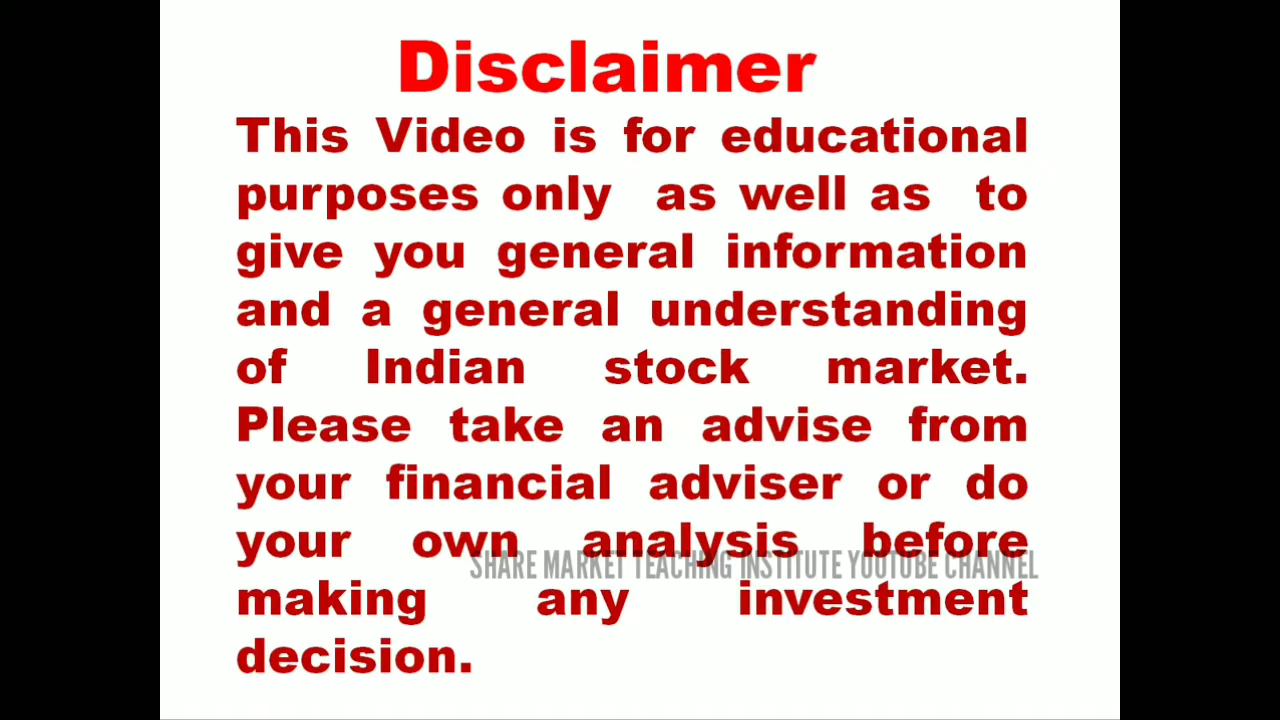 Disclaimer
This Video is for educational
purposes only as well as to
give you general information
and a general understanding
of Indian stock market.
Please take an advise from
your financial adviser or do
your own analysis before
SHARE MARKET TEACHING INSTITUTE YOUTUBE CHANNEL
making any investment
decision.